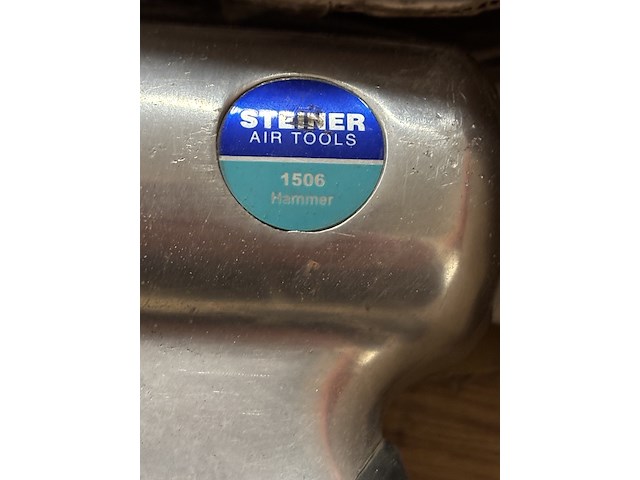 STEINER
AIR TOOLS
1506
Hammer